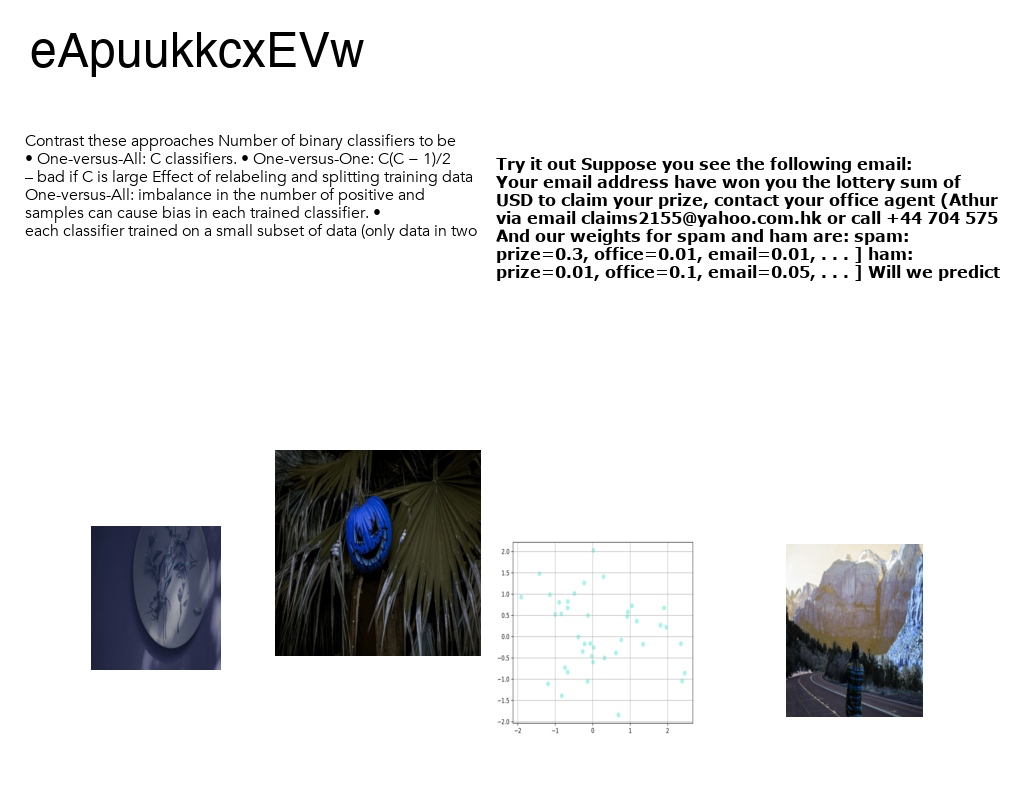 eApuukkcxEVw
Contrast these approaches Number of binary classifiers to be
• One-versus-All: C classifiers. • One-versus-One: C(C − 1)/2
– bad if C is large Effect of relabeling and splitting training data
One-versus-All: imbalance in the number of positive and
samples can cause bias in each trained classifier. •
each classifier trained on a small subset of data (only data in two
Try it out Suppose you see the following email:
Your email address have won you the lottery sum of
USD to claim your prize, contact your office agent (Athur
via email claims2155@yahoo.com.hk or call +44 704 575
And our weights for spam and ham are: spam:
prize=0.3, office=0.01, email=0.01, . . . ] ham:
prize=0.01, office=0.1, email=0.05, . . . ] Will we predict
2.0
1.5
1.0
0.5
0.0
−0.5
−1.0
−1.5
−2.0
−2 −1 0 1 2